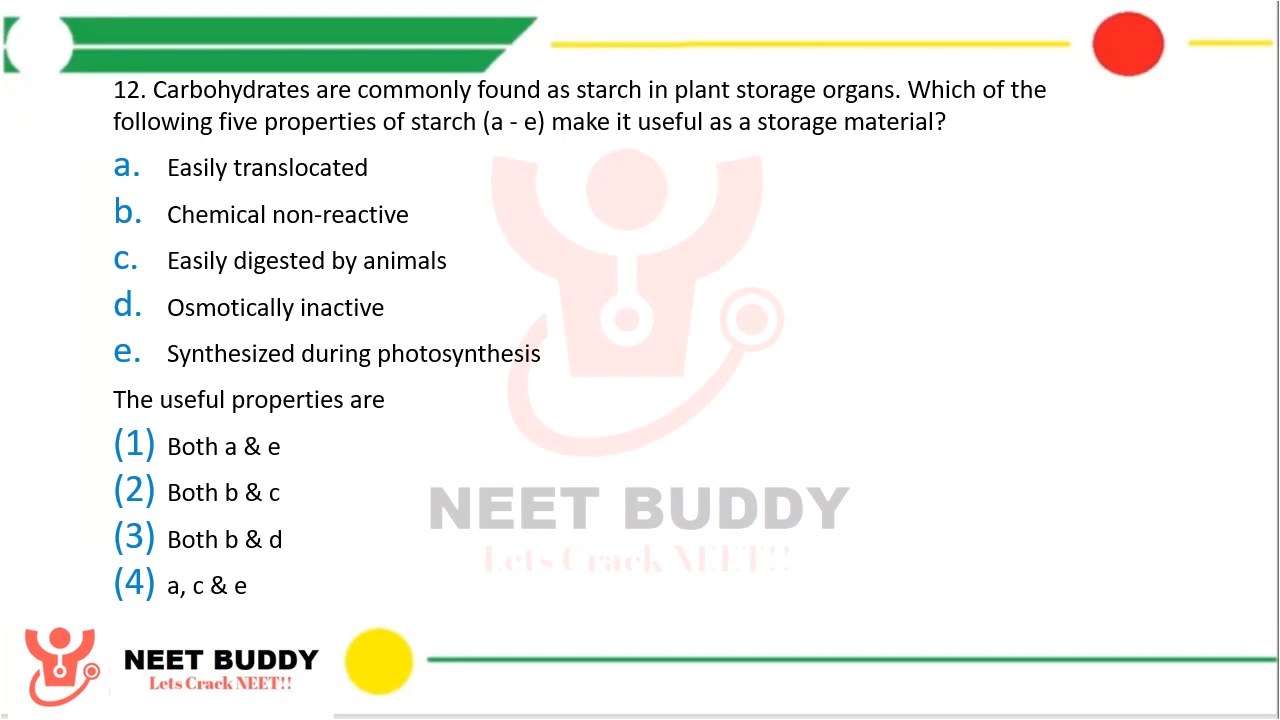 12. Carbohydrates are commonly found as starch in plant storage organs. Which of the
following five properties of starch (a - e) make it useful as a storage material?
a. Easily translocated
b. Chemical non-reactive
c. Easily digested by animals
d. Osmotically inactive
e. Synthesized during photosynthesis
The useful properties are
(1) Both a & e
(2) Both b & c
(3) Both b & d
(4) a, c & e
NEET BUDDY
Lets Crack NEET!!
NEET BUDDY
Lets Crack NEET!!